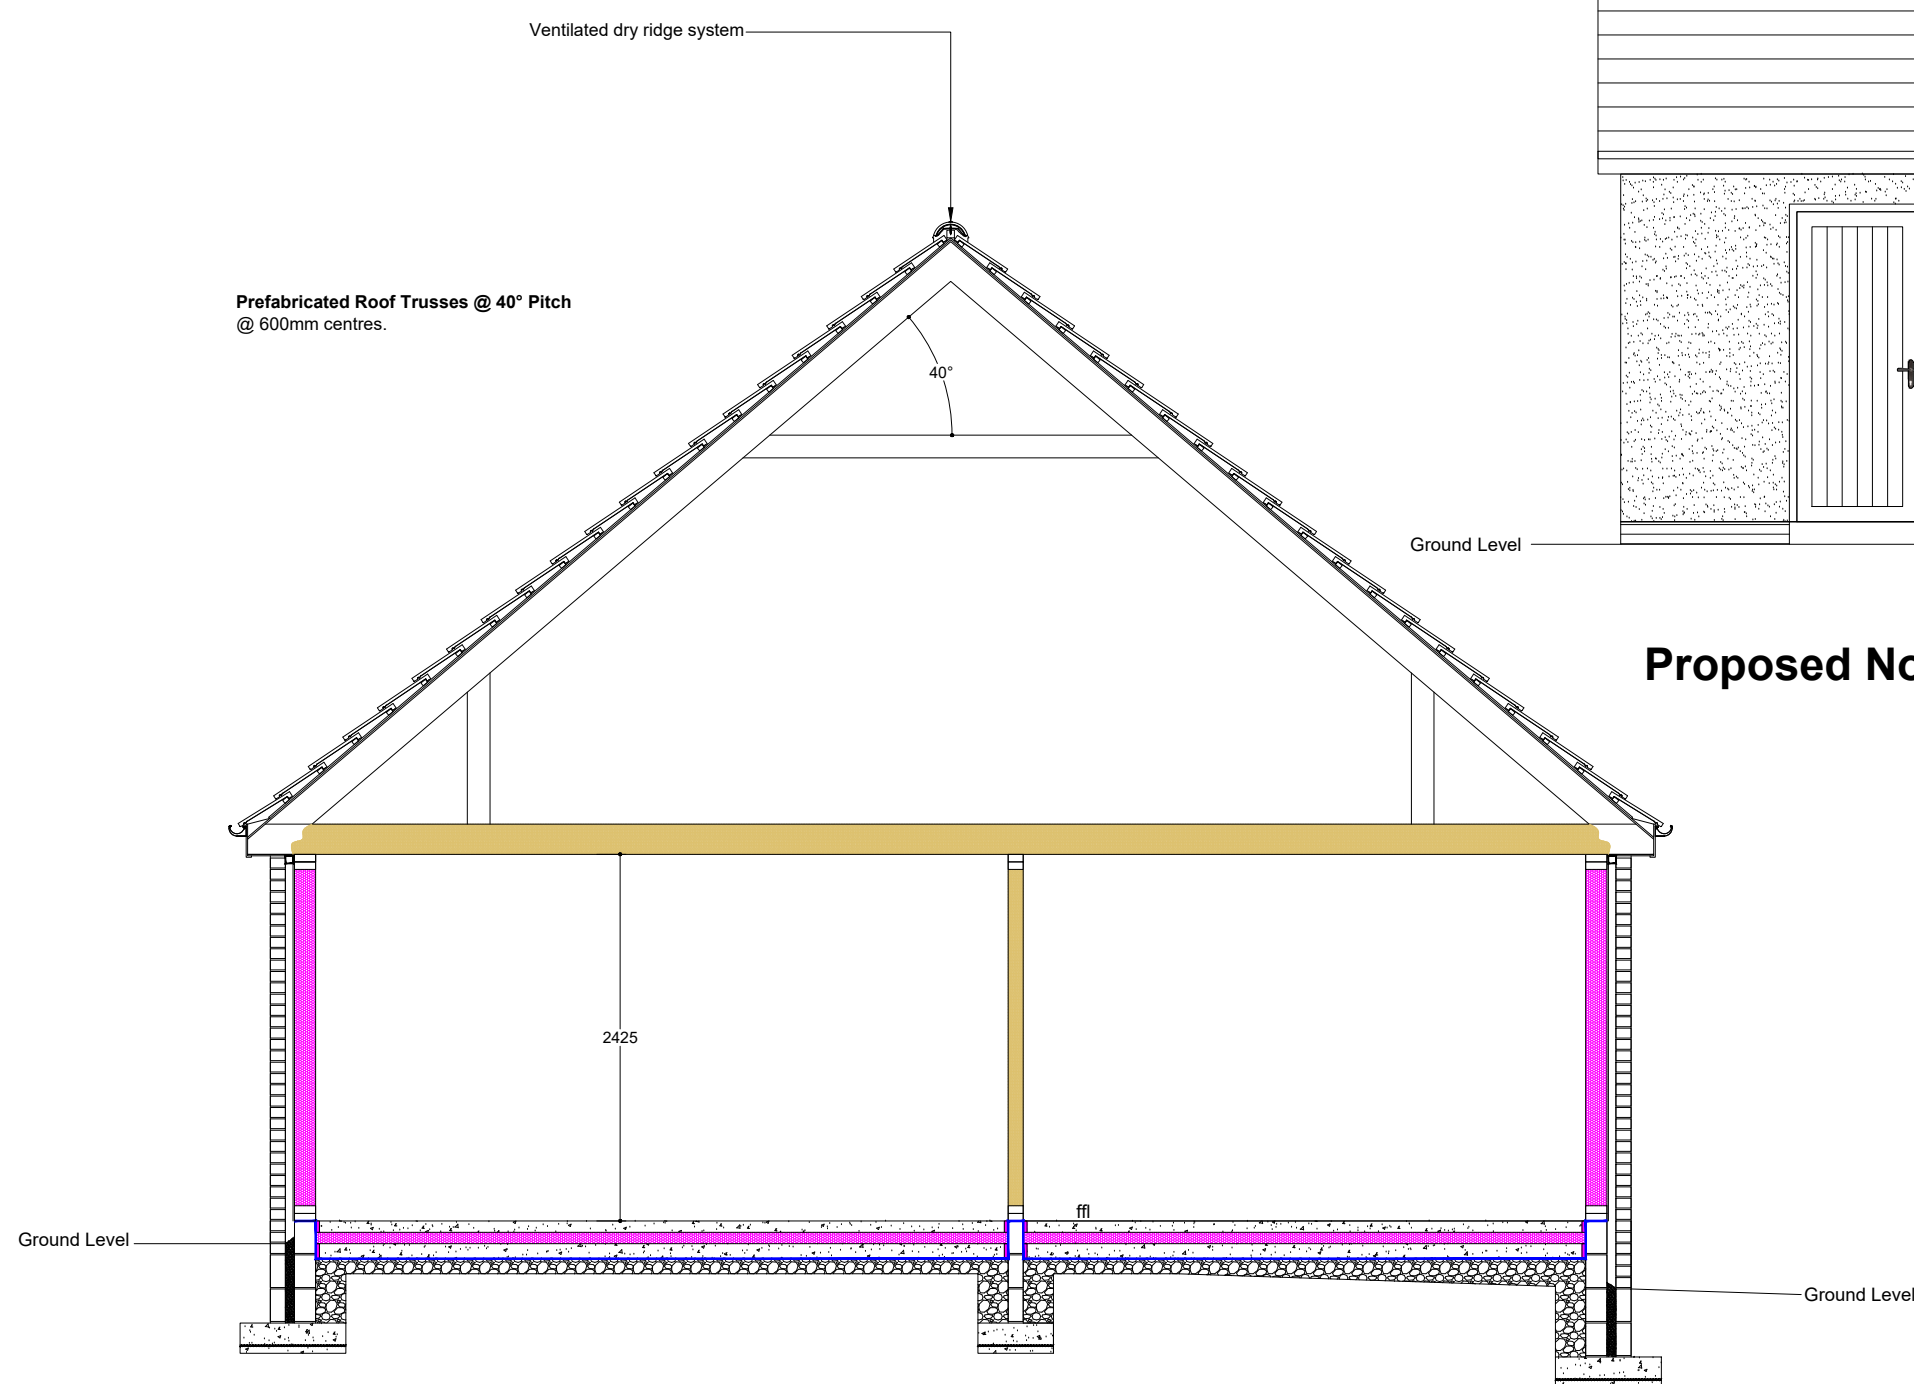 Ventilated dry ridge system
Prefabricated Roof Trusses @ 40° Pitch
@ 600mm centres.
40°
Ground Level
Proposed No
2425
ffl
Ground Level
Ground Level